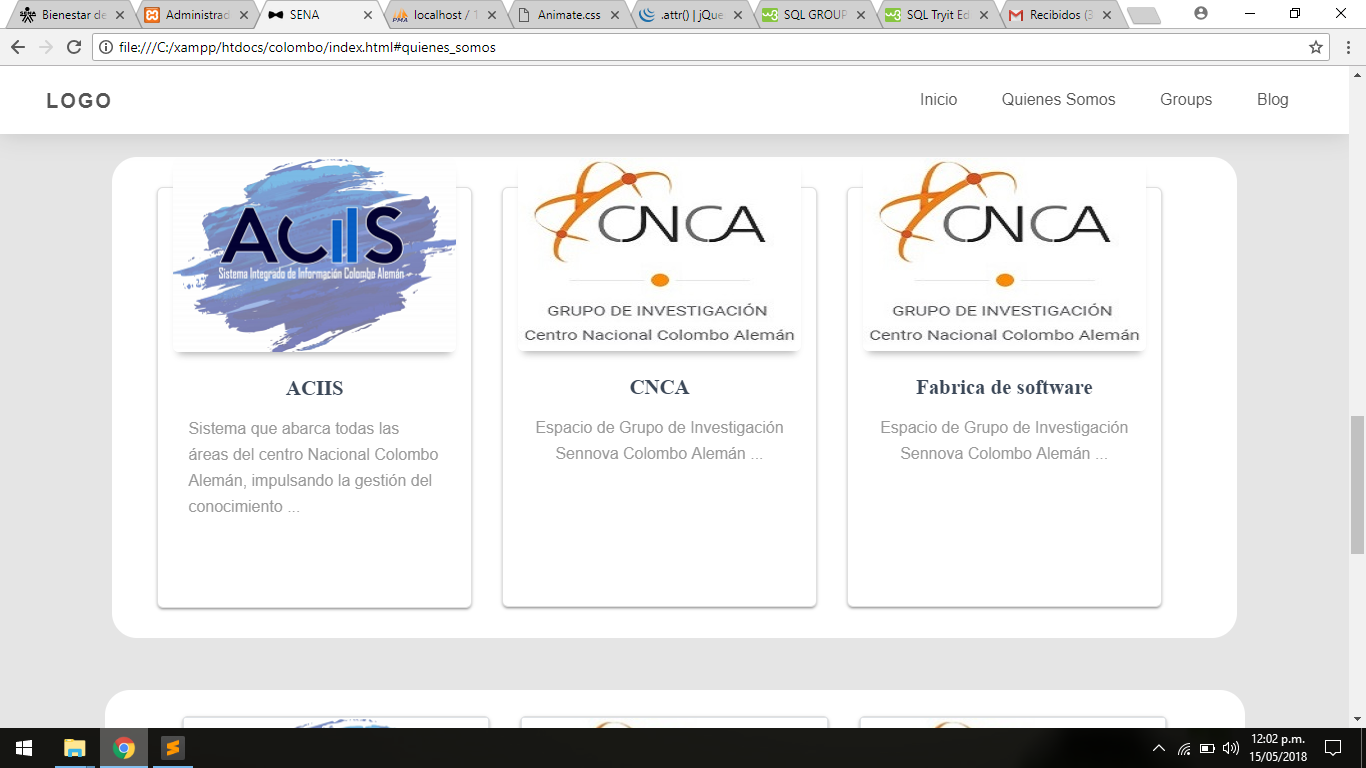 Bienestar de
Administrad
SENA
localhost / 1
Animate.css
.attr() | jQue
SQL GROUP
SQL Tryit Ed
Recibidos (3
file:///C:/xampp/htdocs/colombo/index.html#quienes_somos
LOGO
Inicio
Quienes Somos
Groups
Blog
ACIIS
Sistema Integrado de Información Colombo Alemán
CNCA
GRUPO DE INVESTIGACIÓN
Centro Nacional Colombo Alemán
CNCA
GRUPO DE INVESTIGACIÓN
Centro Nacional Colombo Alemán
ACIIS
Sistema que abarca todas las
áreas del centro Nacional Colombo
Alemán, impulsando la gestión del
conocimiento ...
CNCA
Espacio de Grupo de Investigación
Sennova Colombo Alemán ...
Fabrica de software
Espacio de Grupo de Investigación
Sennova Colombo Alemán ...
12:02 p.m.
15/05/2018